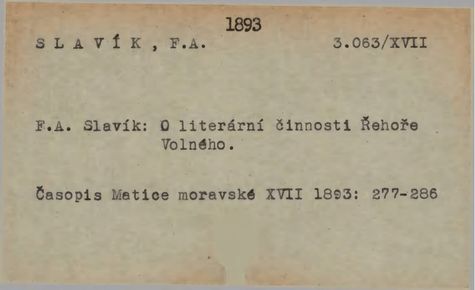 1893
S L A V Í K , F.A. 3.063/XVII
F.A. Slavík: O literární činnosti Řehoře
Volného.
Časopis Matice moravské XVII 1893: 277-286